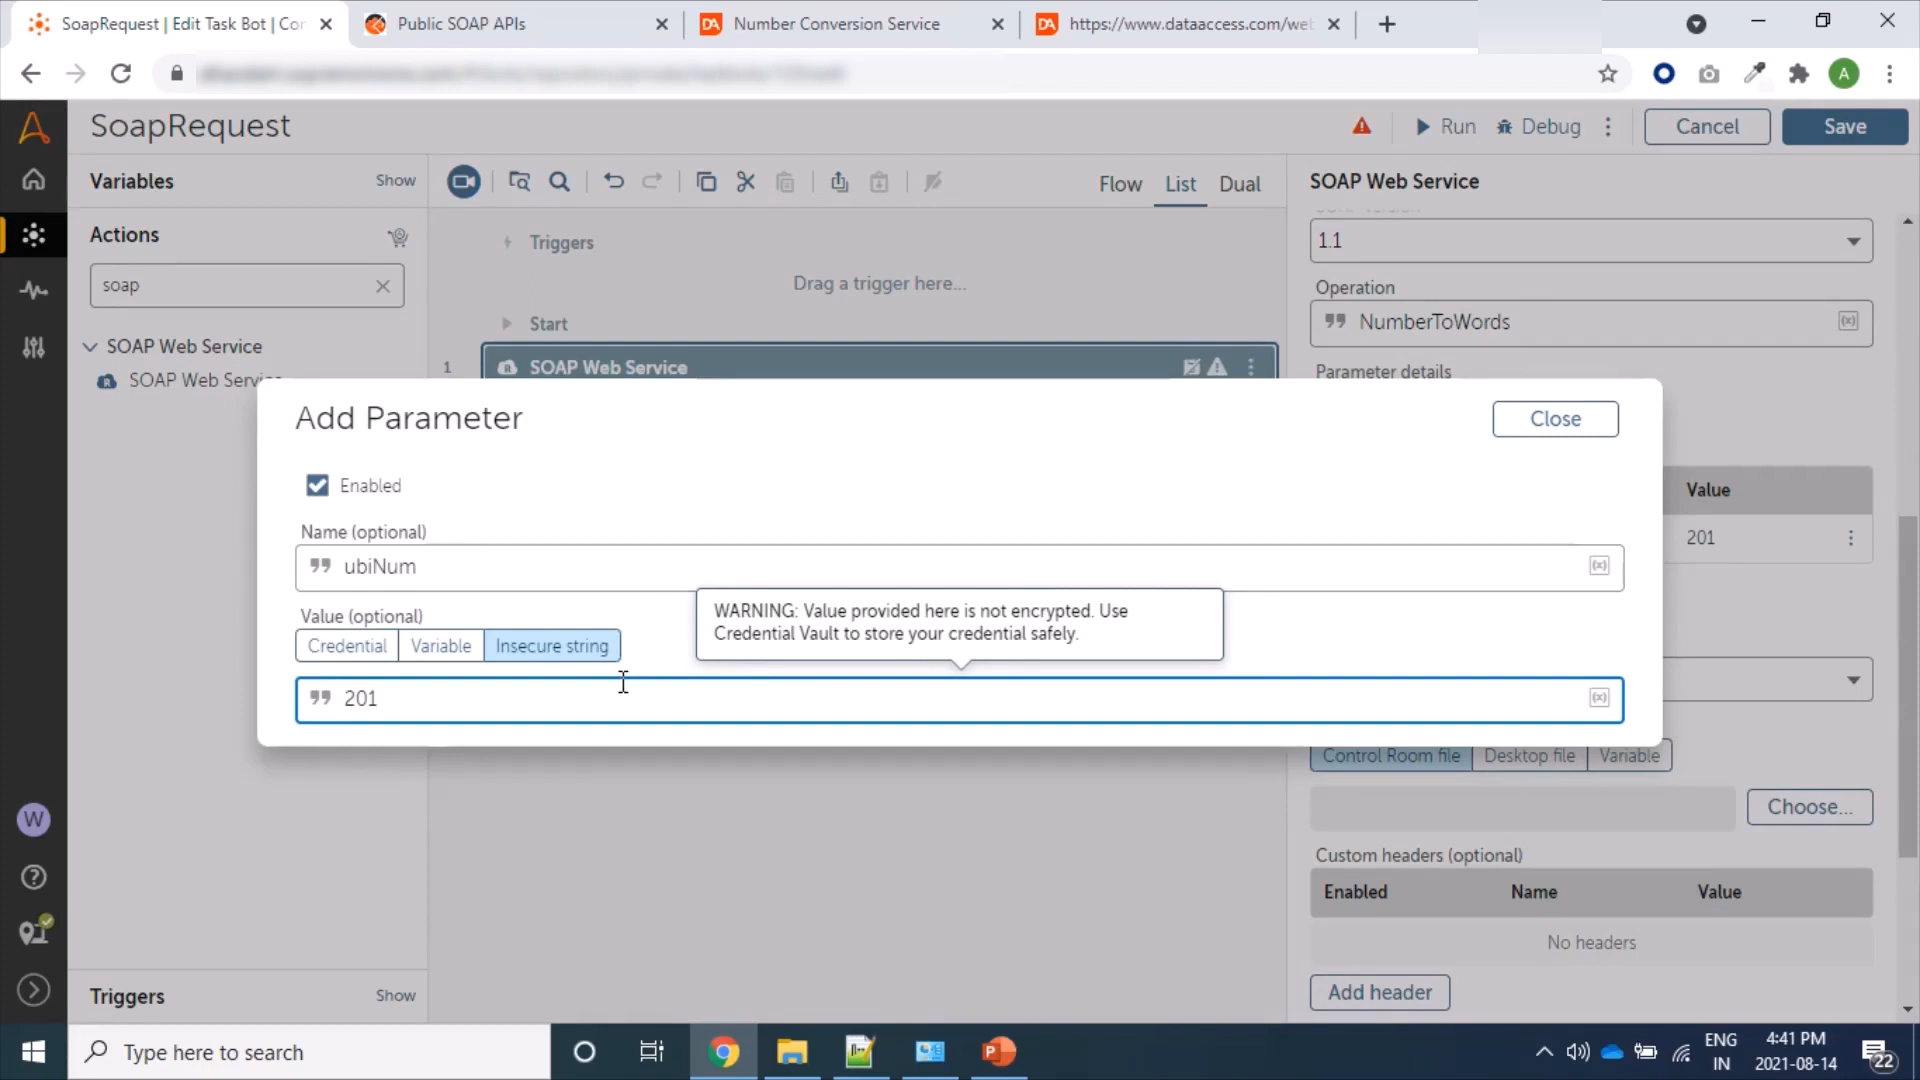 SoapRequest | Edit Task Bot | Con
Public SOAP APIs
Number Conversion Service
https://www.dataaccess.com/web
A
SoapRequest
Run
Debug
Cancel
Save
Variables
Show
Flow
List
Dual
SOAP Web Service
Actions
soap
Triggers
Drag a trigger here...
Start
1
SOAP Web Service
SOAP Web Service
SOAP Web Service
1.1
Operation
NumberToWords
Parameter details
Value
201
Add Parameter
Close
Enabled
Name (optional)
ubiNum
Value (optional)
Credential
Variable
Insecure string
WARNING: Value provided here is not encrypted. Use
Credential Vault to store your credential safely.
201
Control Room file
Desktop file
Variable
Choose...
Custom headers (optional)
Enabled
Name
Value
No headers
Add header
W
Triggers
Show
Type here to search
ENG
IN
4:41 PM
2021-08-14
22